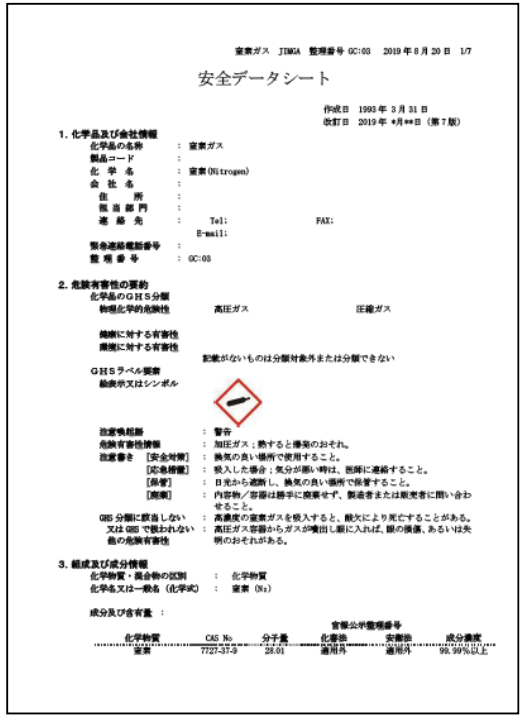 窒素ガス JIMGA 整理番号 GC:03 2019年8月20日 1/7
安全データシート
作成日 1993年3月31日
改訂日 2019年*月**日(第7版)
1. 化学品及び会社情報
化学品の名称 : 窒素ガス
製品コード :
化学名 : 窒素(Nitrogen)
会社名 :
住所 :
担当部門 :
連絡先 : Tel: FAX:
E-mail:
緊急連絡電話番号 :
整理番号 : GC:03
2. 危険有害性の要約
化学品のGHS分類
物理化学的危険性 高圧ガス 圧縮ガス
健康に対する有害性
環境に対する有害性
記載がないものは分類対象外または分類できない
GHSラベル要素
絵表示又はシンボル
注意喚起語 : 警告
危険有害性情報 : 加圧ガス;熱すると爆発のおそれ。
注意書き [安全対策] : 換気の良い場所で使用すること。
[応急措置] : 吸入した場合;気分が悪い時は、医師に連絡すること。
[保管] : 日光から遮断し、換気の良い場所で保管すること。
[廃棄] : 内容物/容器は勝手に廃棄せず、製造者または販売者に問い合わ
せること。
GHS分類に該当しない : 高濃度の窒素ガスを吸入すると、酸欠により死亡することがある。
又はGHSで扱われない : 高圧ガス容器からガスが噴出し眼に入れば、眼の損傷、あるいは失
他の危険有害性 明のおそれがある。
3. 組成及び成分情報
化学物質・混合物の区別 : 化学物質
化学名又は一般名(化学式) : 窒素 (N₂)
成分及び含有量 :
官報公示整理番号
化学物質 CAS No 分子量 化審法 安衛法 成分濃度
窒素 7727-37-9 28.01 適用外 適用外 99.99%以上